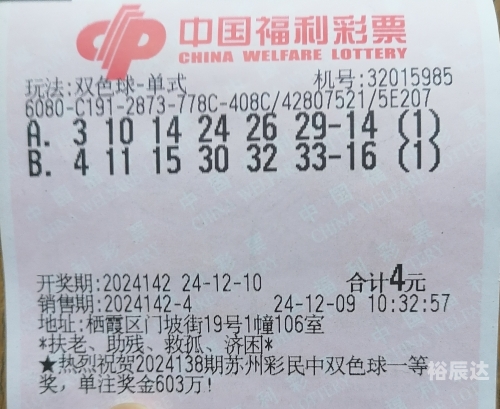 中国福利彩票
CHINA WELFARE LOTTERY
玩法:双色球-单式 机号:32015985
6080-C191-2873-778C-408C/42807521/5E207
A. 3 10 14 24 26 29-14 (1)
B. 4 11 15 30 32 33-16 (1)
开奖期:2024142 24-12-10 合计4元
销售期:2024142-4 24-12-09 10:32:57
地址:栖霞区门坡街19号1幢106室
*扶老、助残、救孤、济困*
★热烈祝贺2024138期苏州彩民中双色球一等
奖,单注奖金603万!
裕辰达